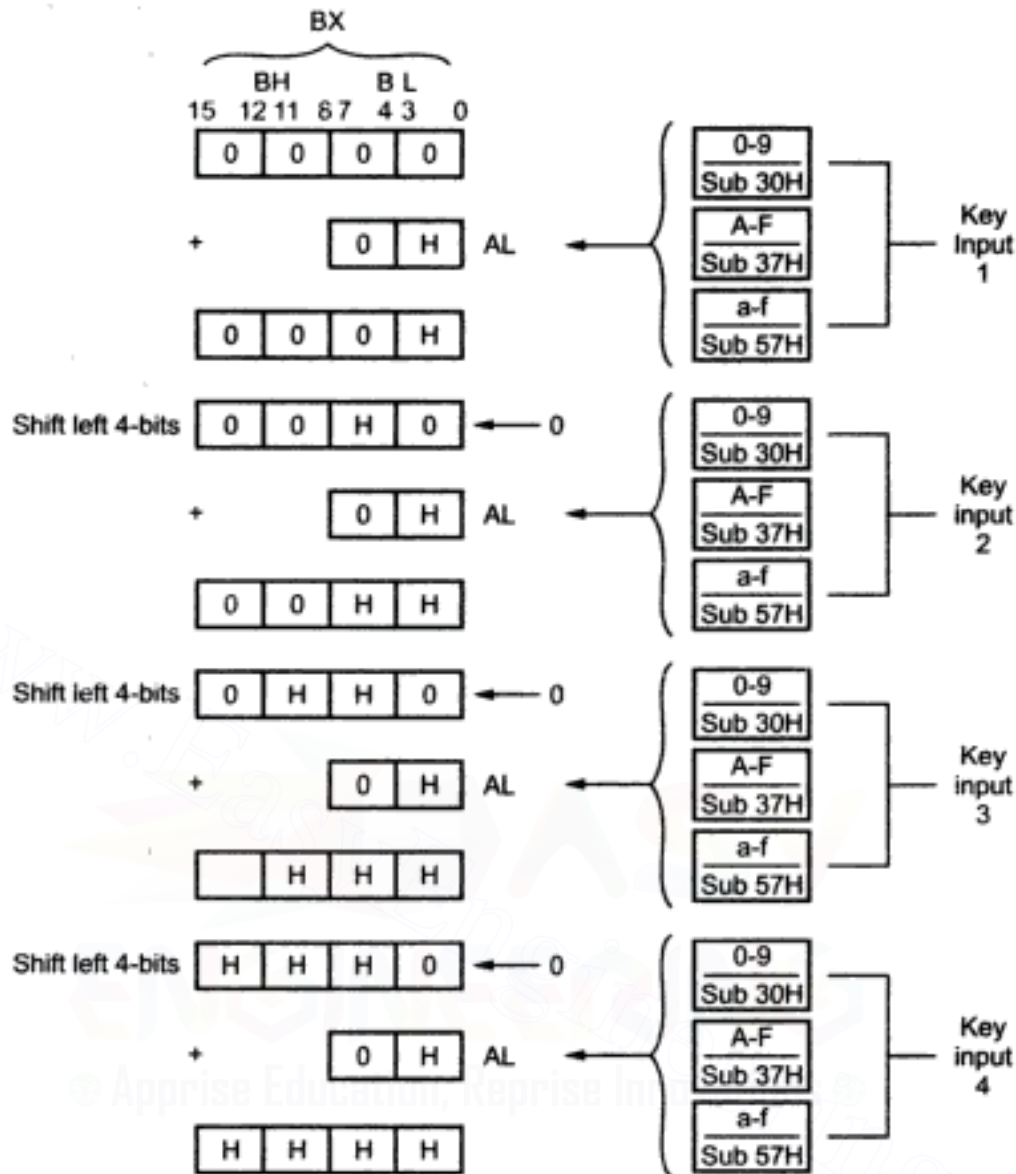 BX
BH B L
15 12 11 8 7 4 3 0
0 0 0 0
+ 0 H AL
0 0 0 H
0-9
Sub 30H
A-F
Sub 37H
a-f
Sub 57H
Key
Input
1
Shift left 4-bits 0 0 H 0 0
+ 0 H AL
0 0 H H
0-9
Sub 30H
A-F
Sub 37H
a-f
Sub 57H
Key
input
2
Shift left 4-bits 0 H H 0 0
+ 0 H AL
H H H
0-9
Sub 30H
A-F
Sub 37H
a-f
Sub 57H
Key
input
3
Shift left 4-bits H H H 0 0
+ 0 H AL
H H H H
0-9
Sub 30H
A-F
Sub 37H
a-f
Sub 57H
Key
input
4
ENGINEERING
Apprise Education, Reprise